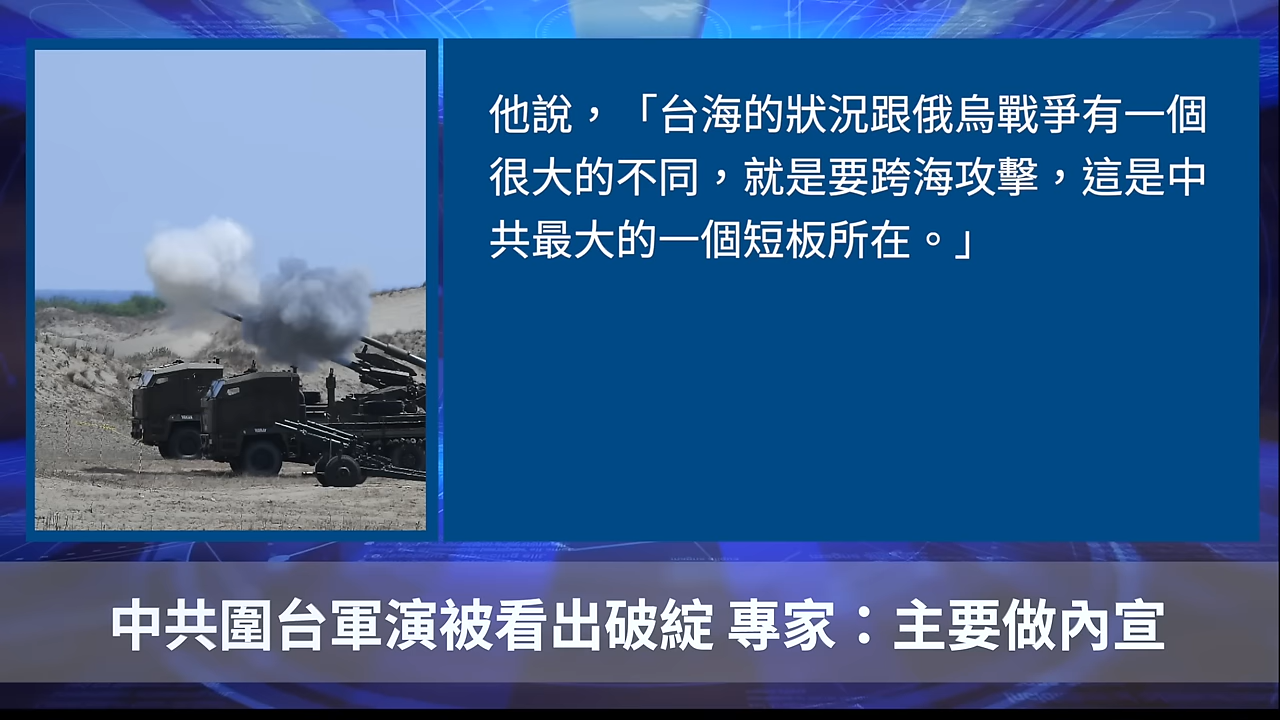 他說，「台海的狀況跟俄烏戰爭有一個
很大的不同，就是要跨海攻擊，這是中
共最大的一個短板所在。」
中共圍台軍演被看出破綻 專家：主要做內宣